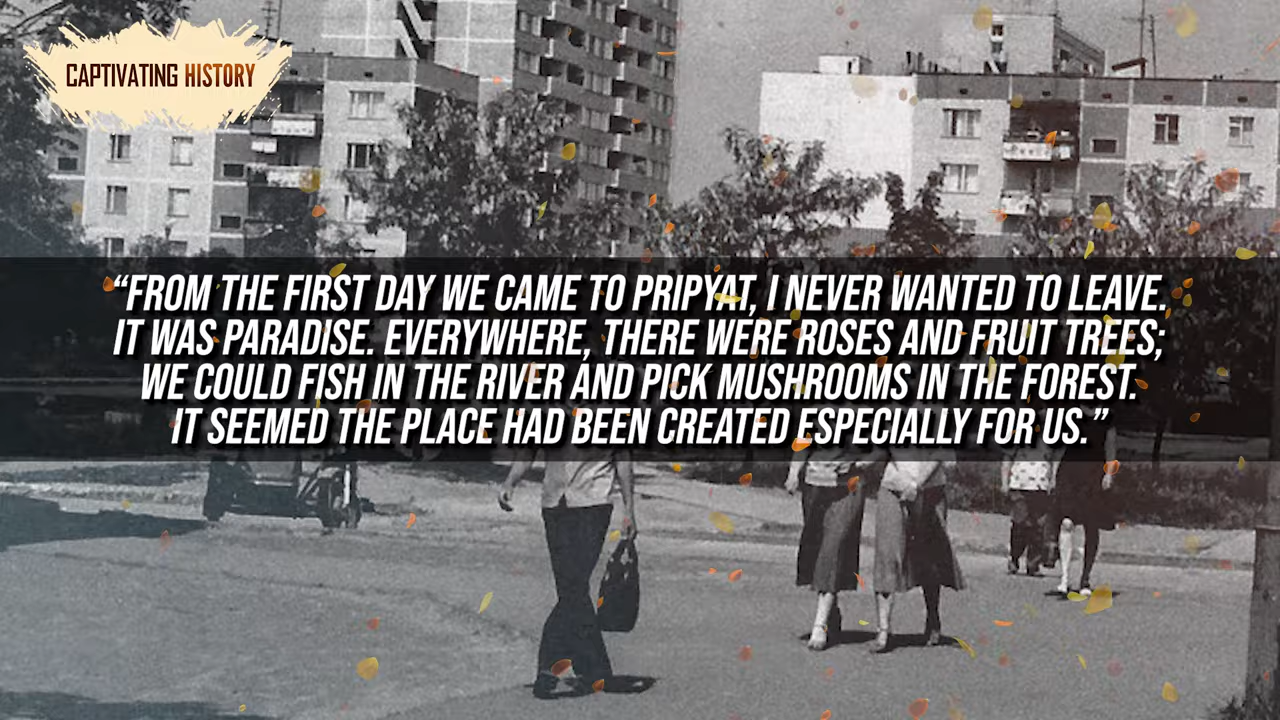 CAPTIVATING HISTORY
“FROM THE FIRST DAY WE CAME TO PRIPYAT, I NEVER WANTED TO LEAVE.
IT WAS PARADISE. EVERYWHERE, THERE WERE ROSES AND FRUIT TREES;
WE COULD FISH IN THE RIVER AND PICK MUSHROOMS IN THE FOREST.
IT SEEMED THE PLACE HAD BEEN CREATED ESPECIALLY FOR US.”